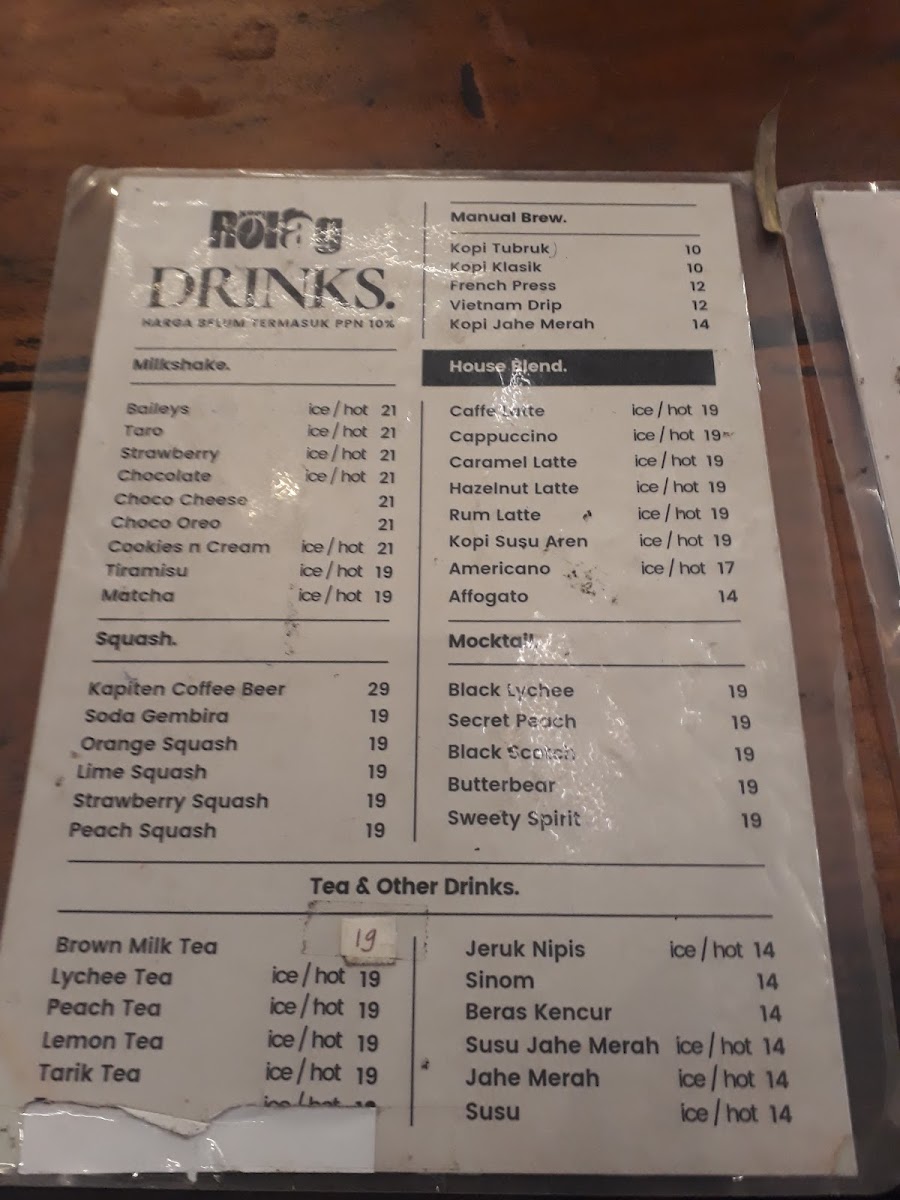 Rolag
DRINKS.
HARGA BELUM TERMASUK PPN 10%
Milkshake.
Baileys ice/hot 21
Taro ice/hot 21
Strawberry ice/hot 21
Chocolate ice/hot 21
Choco Cheese 21
Choco Oreo 21
Cookies n Cream ice/hot 21
Tiramisu ice/hot 19
Matcha ice/hot 19
Squash.
Kapiten Coffee Beer 29
Soda Gembira 19
Orange Squash 19
Lime Squash 19
Strawberry Squash 19
Peach Squash 19
Manual Brew.
Kopi Tubruk 10
Kopi Klasik 10
French Press 12
Vietnam Drip 12
Kopi Jahe Merah 14
House Blend.
Caffe Latte ice/hot 19
Cappuccino ice/hot 19
Caramel Latte ice/hot 19
Hazelnut Latte ice/hot 19
Rum Latte ice/hot 19
Kopi Susu Aren ice/hot 19
Americano ice/hot 17
Affogato 14
Mocktail.
Black Lychee 19
Secret Peach 19
Black Scotch 19
Butterbear 19
Sweety Spirit 19
Tea & Other Drinks.
Brown Milk Tea 19
Lychee Tea ice/hot 19
Peach Tea ice/hot 19
Lemon Tea ice/hot 19
Tarik Tea ice/hot 19
ice/hot 19
Jeruk Nipis ice/hot 14
Sinom 14
Beras Kencur 14
Susu Jahe Merah ice/hot 14
Jahe Merah ice/hot 14
Susu ice/hot 14